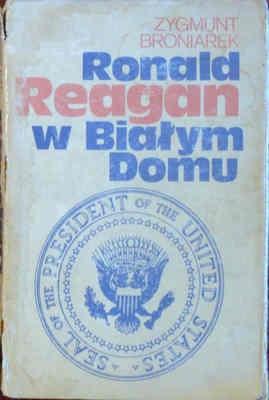 ZYGMUNT
BRONIAREK
Ronald
Reagan
w Białym
Domu
SEAL OF THE PRESIDENT OF THE UNITED STATES